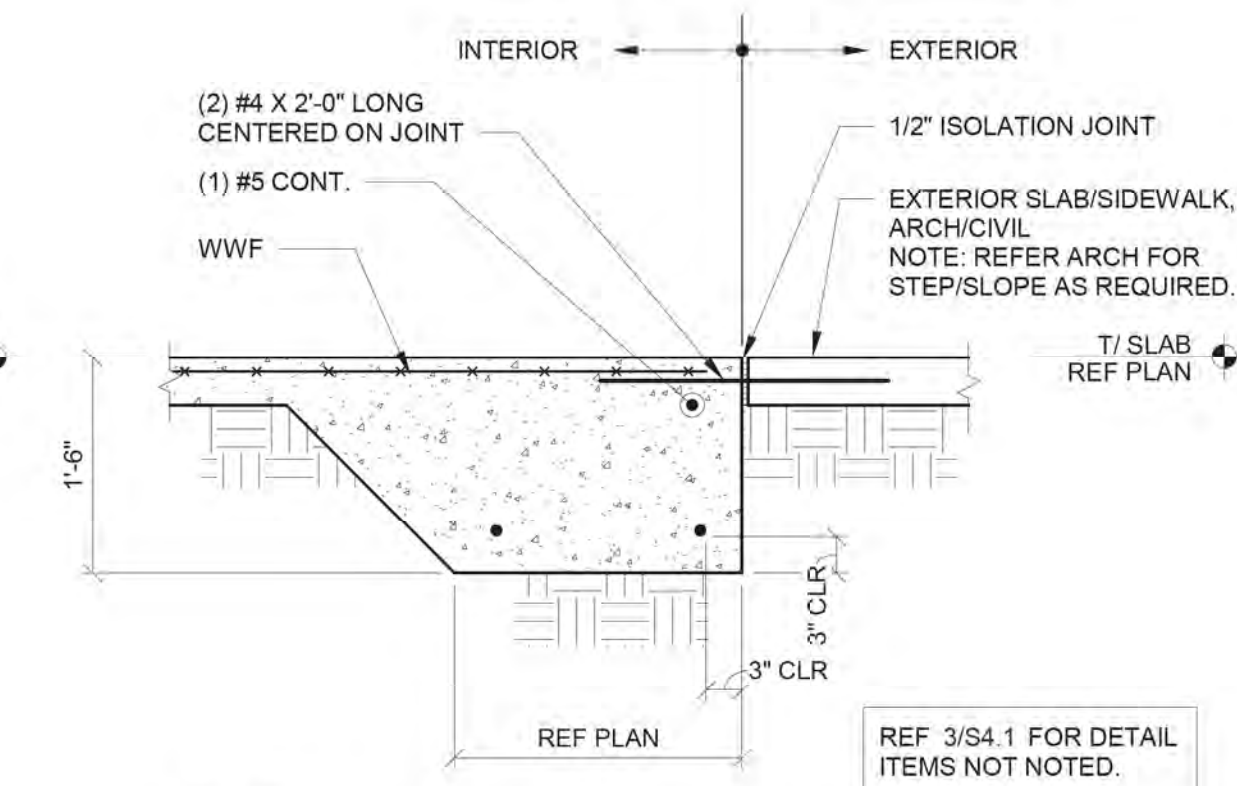 INTERIOR
EXTERIOR
(2) #4 X 2'-0" LONG
CENTERED ON JOINT
(1) #5 CONT.
WWF
1/2" ISOLATION JOINT
EXTERIOR SLAB/SIDEWALK,
ARCH/CIVIL
NOTE: REFER ARCH FOR
STEP/SLOPE AS REQUIRED.
T/ SLAB
REF PLAN
1'-6"
3" CLR
3" CLR
REF PLAN
REF 3/S4.1 FOR DETAIL
ITEMS NOT NOTED.